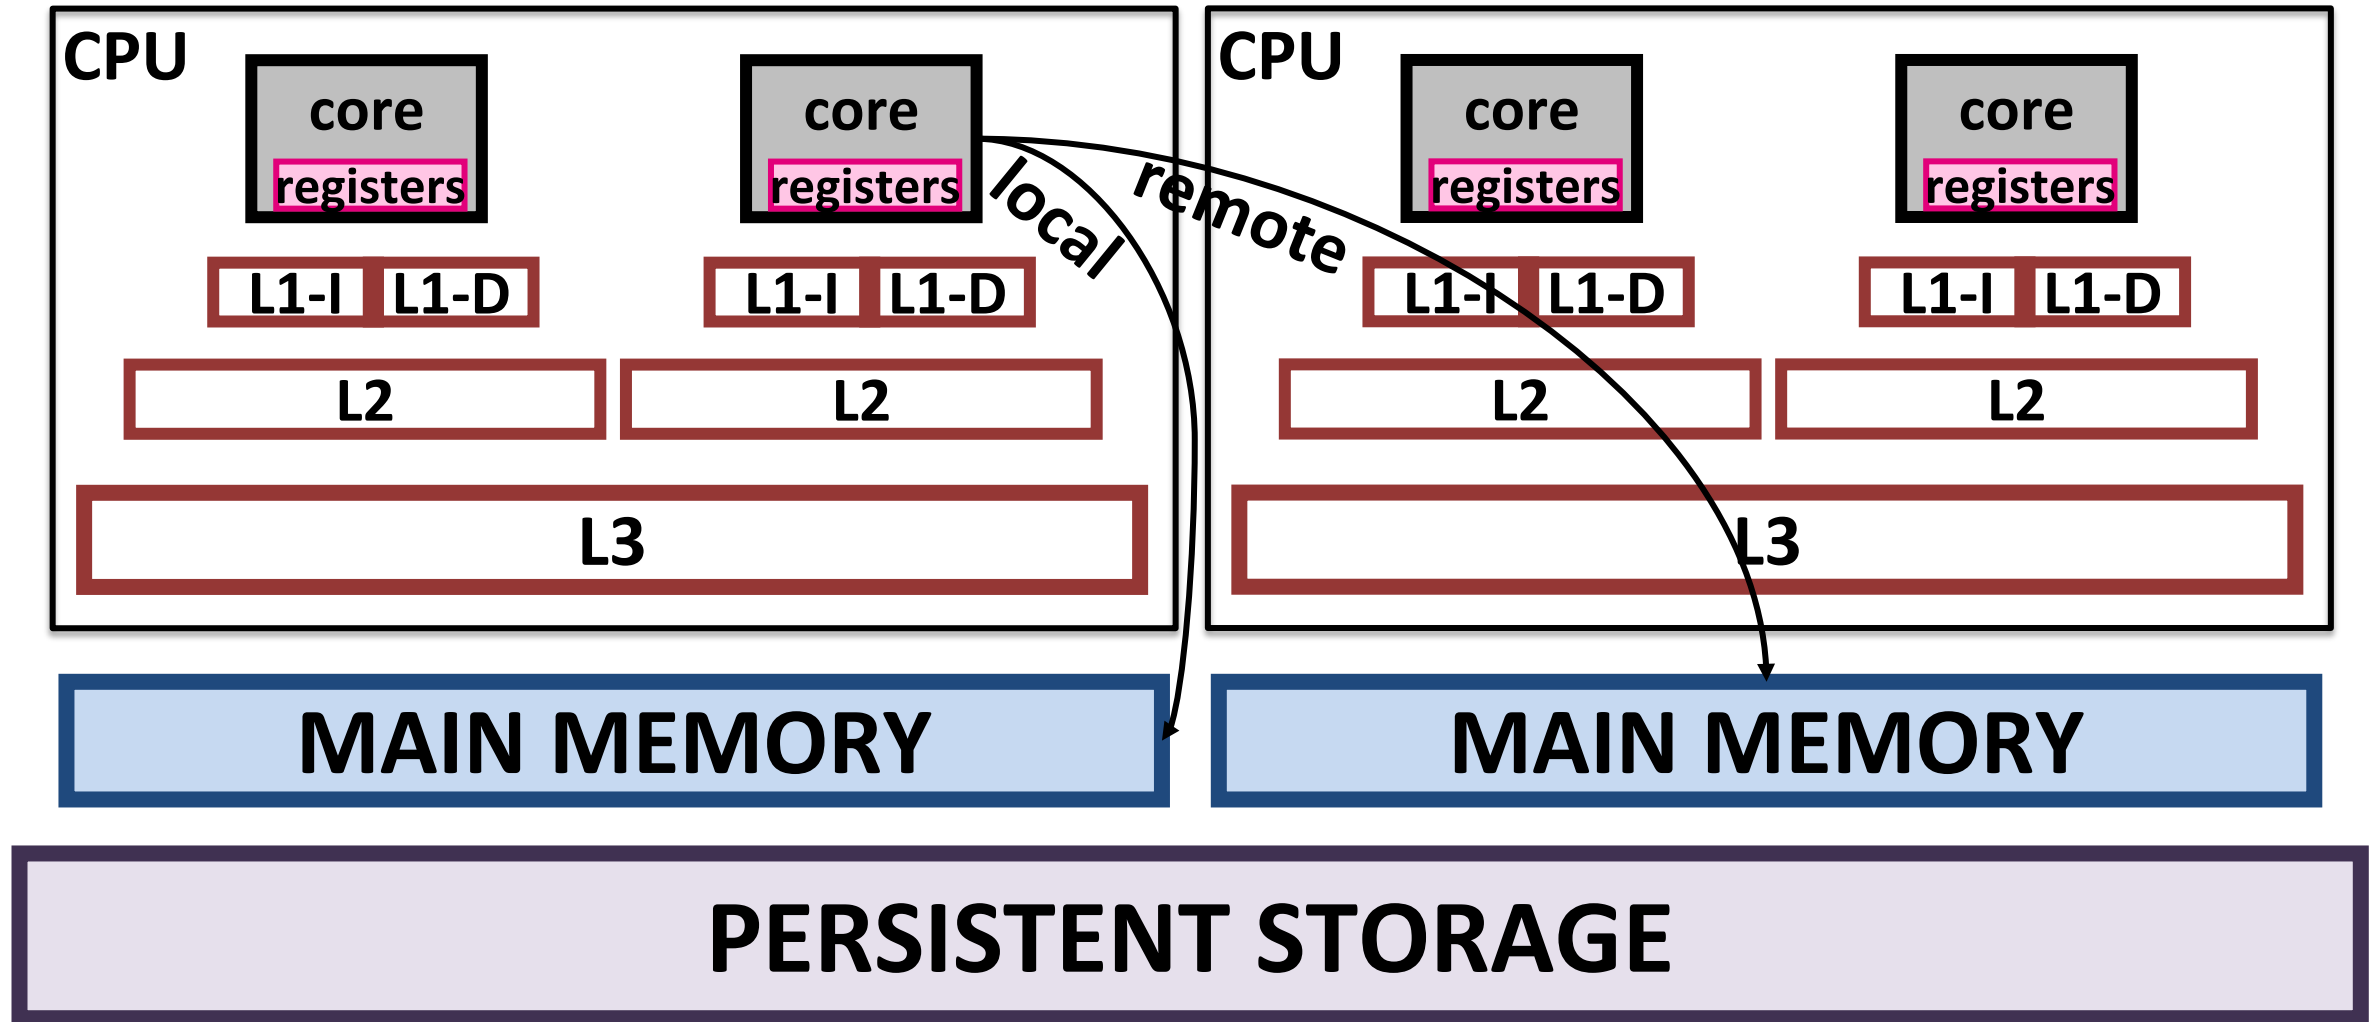 CPU
core
core
registers
registers
local
L1-I L1-D
L1-I L1-D
L2
L2
L3
remote
CPU
core
core
registers
registers
L1-I L1-D
L1-I L1-D
L2
L2
L3
MAIN MEMORY
MAIN MEMORY
PERSISTENT STORAGE